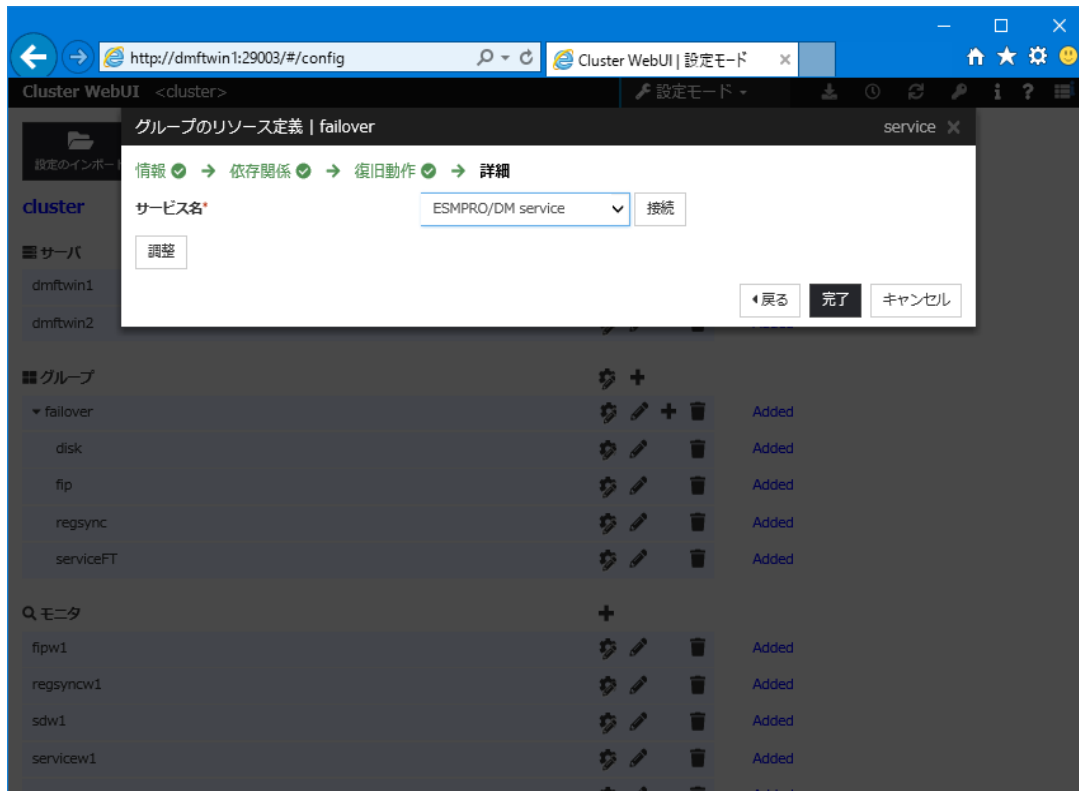 http://dmftwin1:29003/#/config
Cluster WebUI | 設定モード
Cluster WebUI <cluster>
設定モード
グループのリソース定義 | failover
service
設定のインポート
情報 → 依存関係 → 復旧動作 → 詳細
cluster
サービス名*
ESMPRO/DM service
接続
サーバ
調整
dmftwin1
戻る
完了
キャンセル
dmftwin2
Added
グループ
failover
Added
disk
Added
fip
Added
regsync
Added
serviceFT
Added
モニタ
fipw1
Added
regsyncw1
Added
sdw1
Added
servicew1
Added